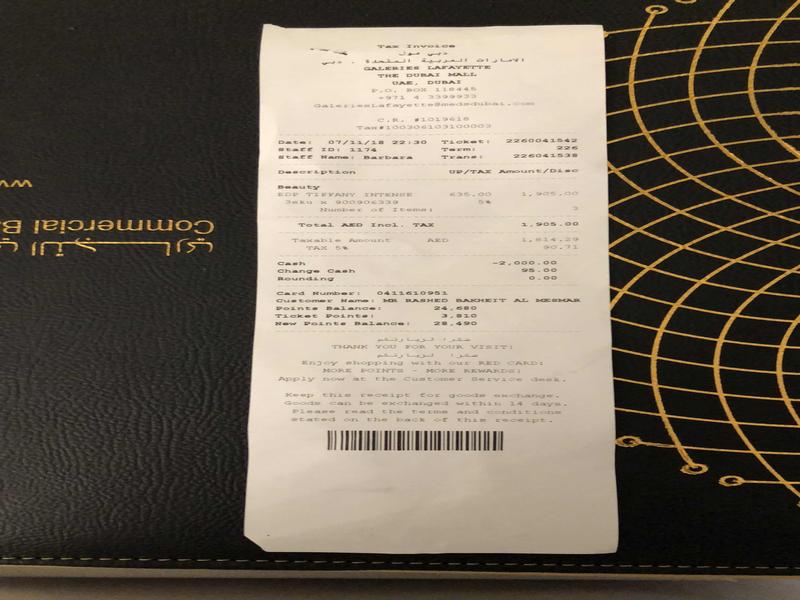 Tax Invoice
دبي مول
الامارات العربية المتحدة ، دبي
GALERIES LAFAYETTE
THE DUBAI MALL
UAE, DUBAI
P.O. BOX 118445
+971 4 3399933
GaleriesLafayette@medsdubai.com
C.R. #1019618
Tax#100306103100003
Date: 07/11/18 22:30 Ticket: 2260041542
Staff ID: 1174 Term: 226
Staff Name: Barbara Trans: 226041538
Description UP/TAX Amount/Disc
Beauty
EDP TIFFANY INTENSE 635.00 1,905.00
3sku x 900906339 5%
Number of Items: 3
Total AED Incl. TAX 1,905.00
Taxable Amount AED 1,814.29
TAX 5% 90.71
Cash -2,000.00
Change Cash 95.00
Rounding 0.00
Card Number: 0411610951
Customer Name: MR RASHED BAKHEIT AL MESMAR
Points Balance: 24,680
Ticket Points: 3,810
New Points Balance: 28,490
شكرا لزيارتكم
THANK YOU FOR YOUR VISIT!
شكرا لزيارتكم
Enjoy shopping with our RED CARD:
MORE POINTS - MORE REWARDS!
Apply now at the Customer Service desk.
Keep this receipt for goods exchange.
Goods can be exchanged within 14 days.
Please read the terms and conditions
stated on the back of this receipt.
Commercial
التجاري
ww